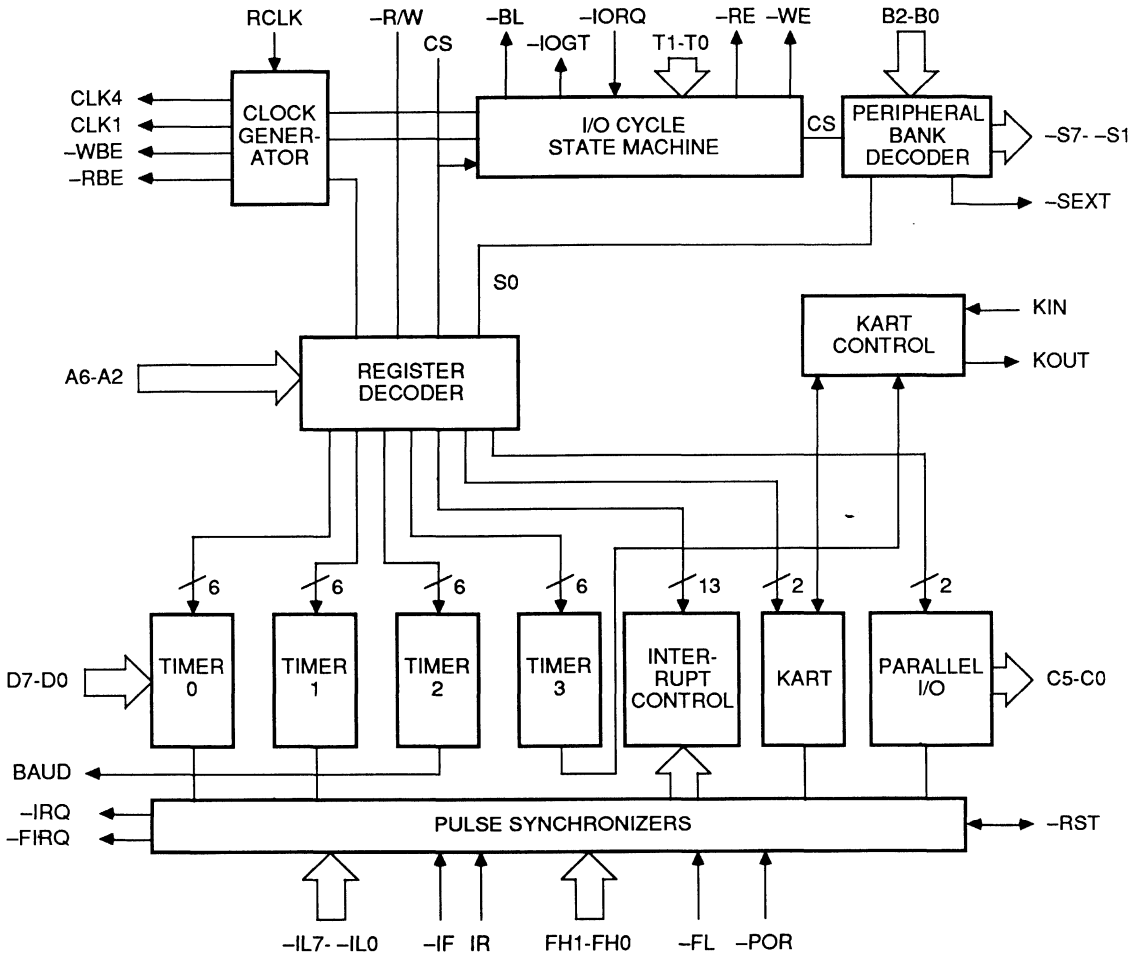 RCLK
–R/W
–BL
–IORQ
–RE
–WE
B2-B0
CS
–IOGT
T1-T0
CLK4
CLK1
–WBE
–RBE
CLOCK
GENER-
ATOR
I/O CYCLE
STATE MACHINE
CS
PERIPHERAL
BANK
DECODER
–S7- –S1
–SEXT
S0
KART
CONTROL
KIN
KOUT
A6-A2
REGISTER
DECODER
6
6
6
6
13
2
2
D7-D0
TIMER
0
TIMER
1
TIMER
2
TIMER
3
INTER-
RUPT
CONTROL
KART
PARALLEL
I/O
C5-C0
BAUD
–IRQ
–FIRQ
PULSE SYNCHRONIZERS
–RST
–IL7- –IL0
–IF
IR
FH1-FH0
–FL
–POR